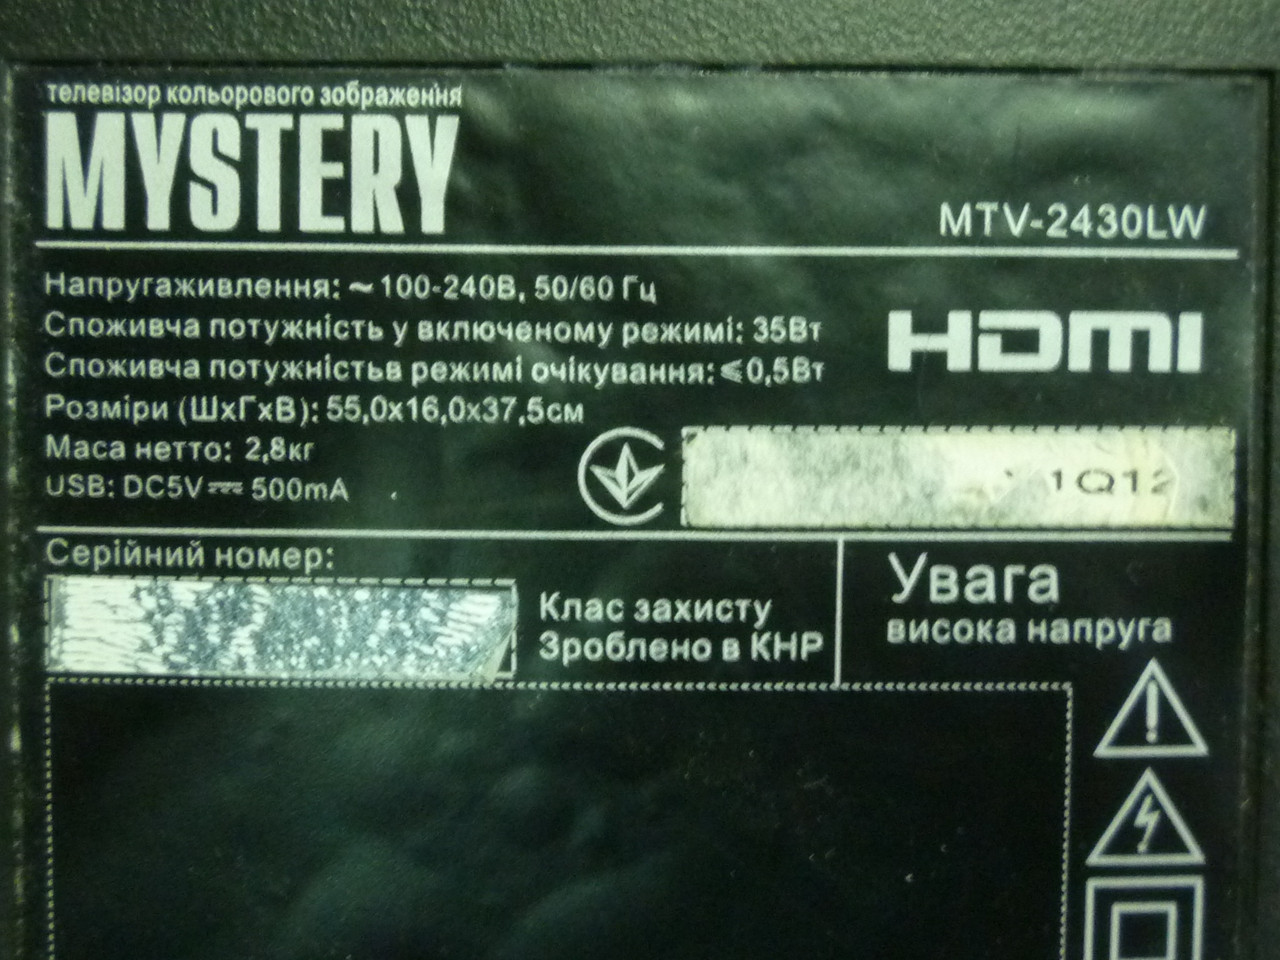 телевізор кольорового зображення
MYSTERY
MTV-2430LW
Напругаживлення: ~100-240В, 50/60 Гц
Споживча потужність у включеному режимі: 35Вт
Споживча потужністьв режимі очікування: ⩽0,5Вт
HDMI
Розміри (ШхГхВ): 55,0х16,0х37,5см
Маса нетто: 2,8кг
USB: DC5V⎓500mA
1Q12
Серійний номер:
Клас захисту
Зроблено в КНР
Увага
висока напруга